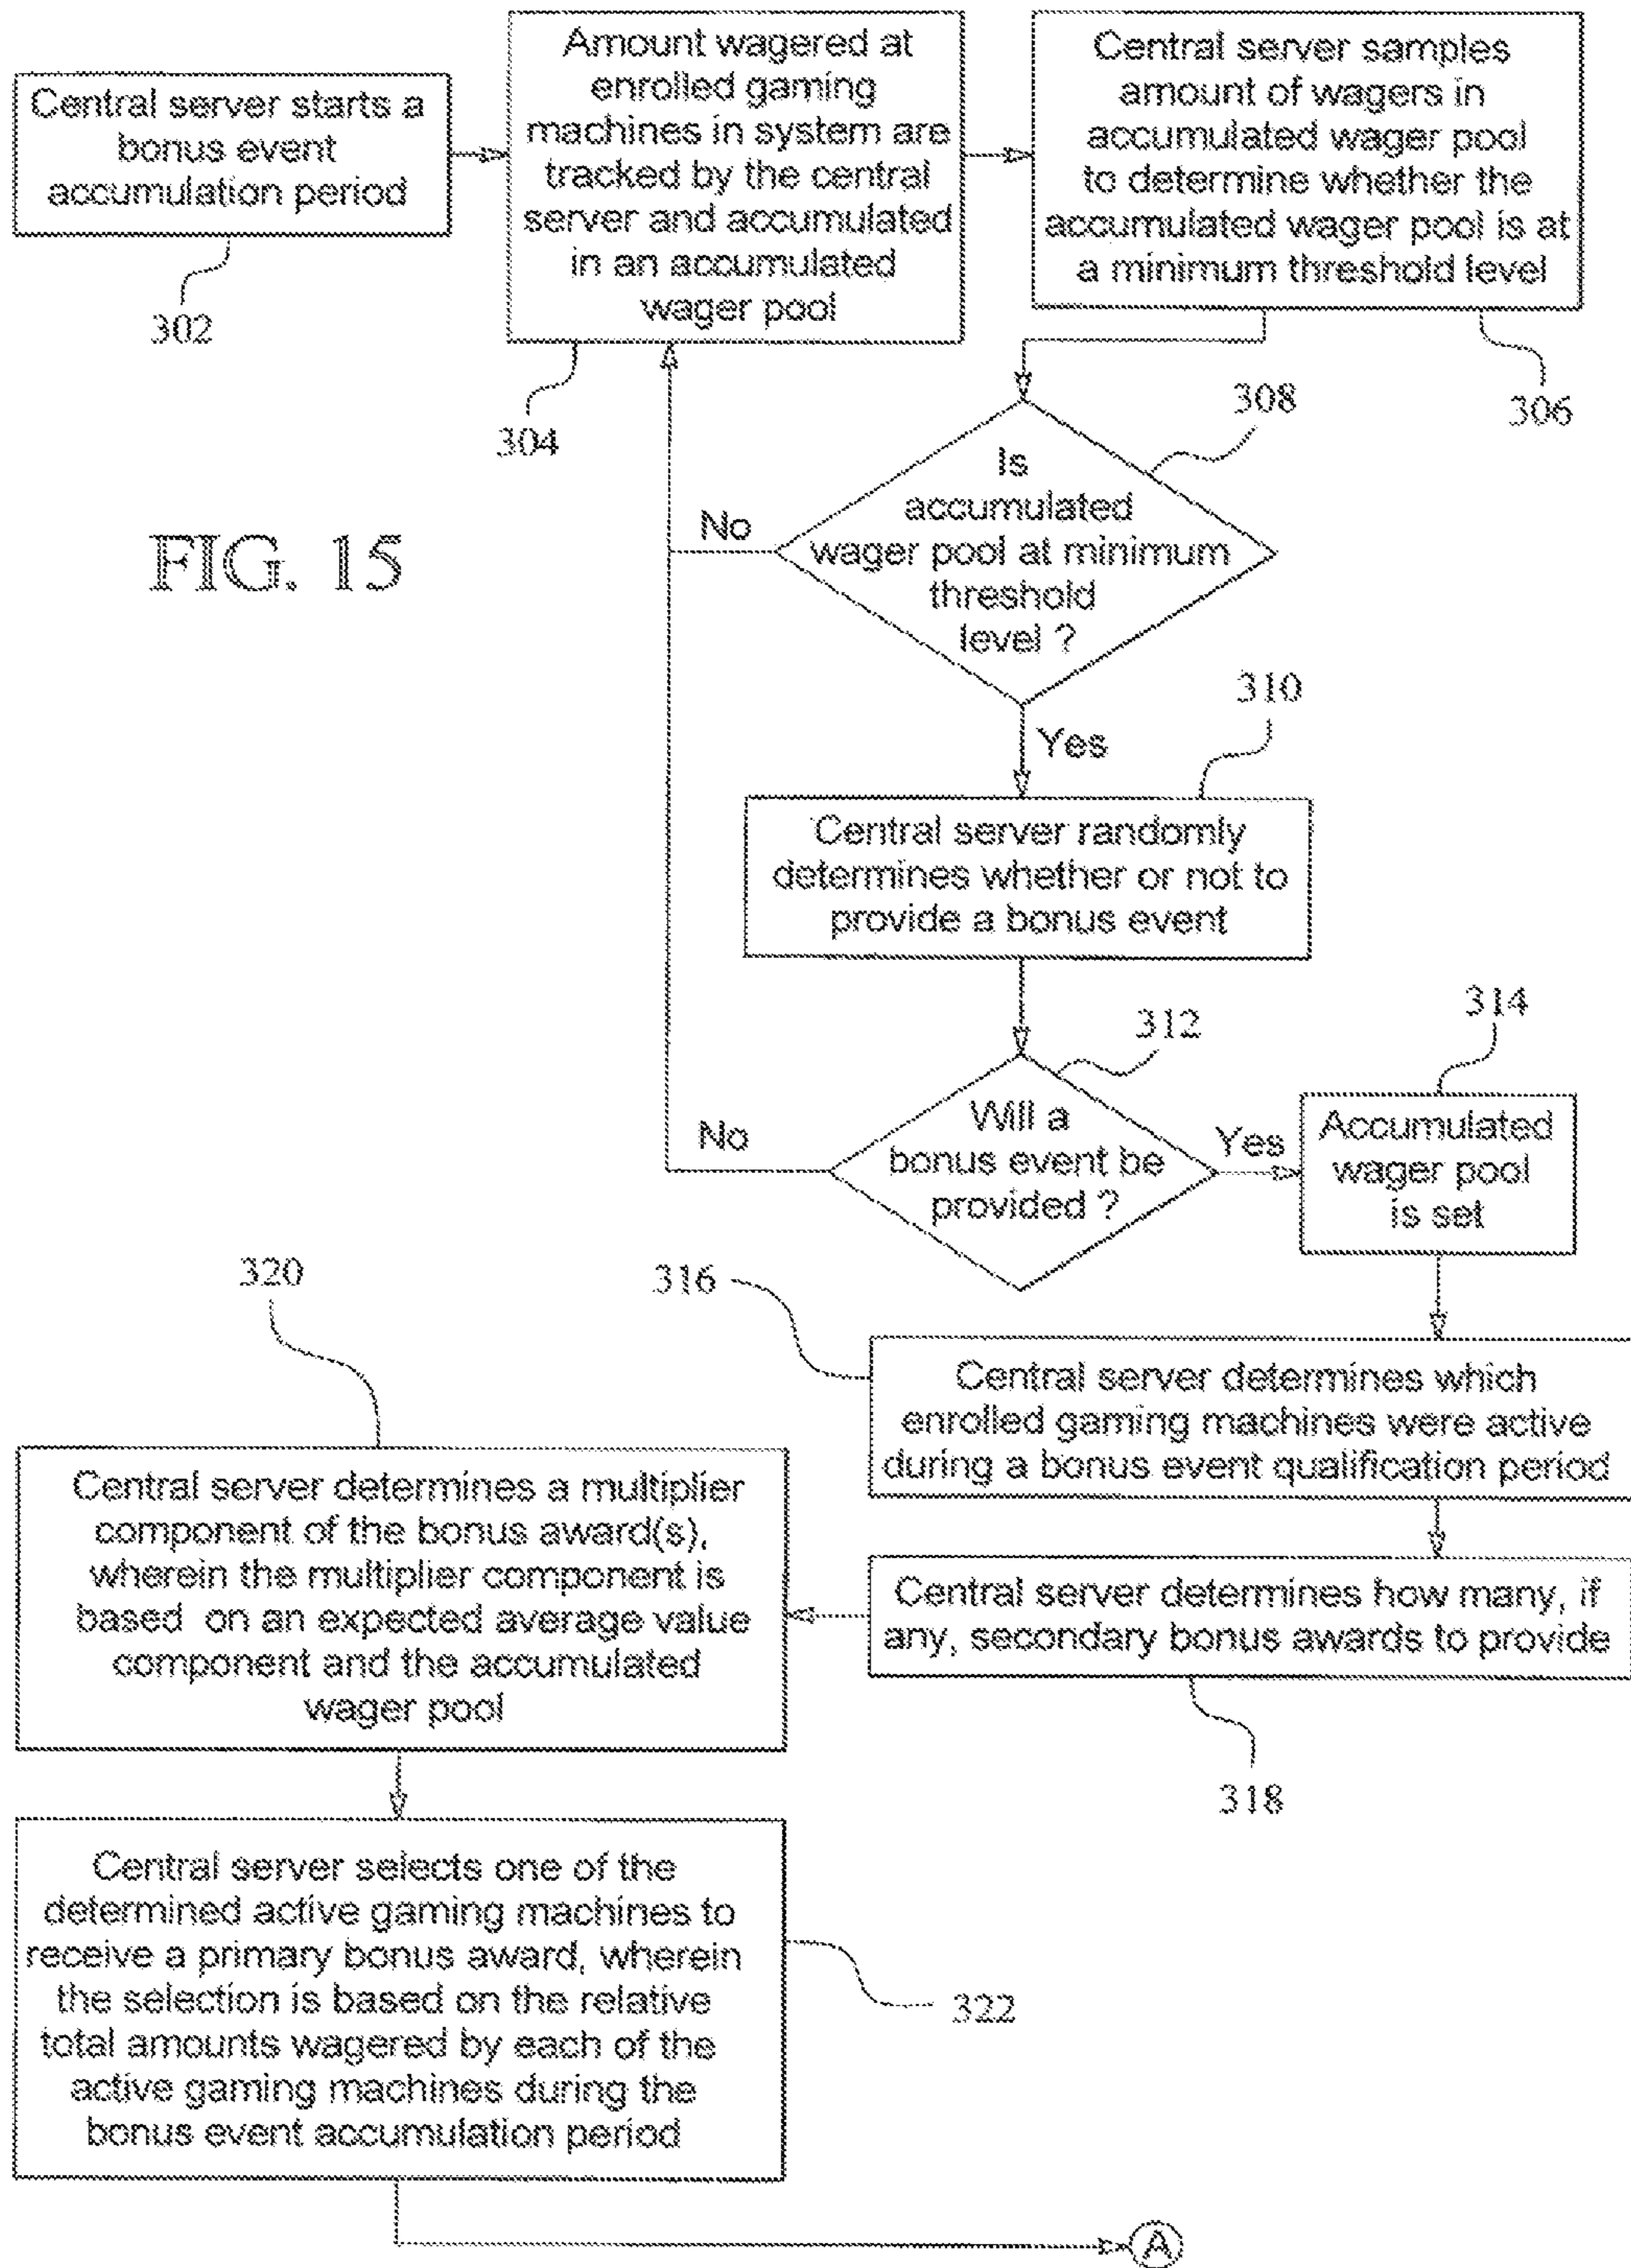 Central server starts a
bonus event
accumulation period
302
Amount wagered at
enrolled gaming
machines in system are
tracked by the central
server and accumulated
in an accumulated
wager pool
304
Central server samples
amount of wagers in
accumulated wager pool
to determine whether the
accumulated wager pool is at
a minimum threshold level
306
308
Is
accumulated
wager pool at minimum
threshold
level ?
No
FIG. 15
Yes
310
Central server randomly
determines whether or not to
provide a bonus event
312
Will a
bonus event be
provided ?
No
Yes
314
Accumulated
wager pool
is set
316
Central server determines which
enrolled gaming machines were active
during a bonus event qualification period
Central server determines how many, if
any, secondary bonus awards to provide
318
320
Central server determines a multiplier
component of the bonus award(s),
wherein the multiplier component is
based on an expected average value
component and the accumulated
wager pool
Central server selects one of the
determined active gaming machines to
receive a primary bonus award, wherein
the selection is based on the relative
total amounts wagered by each of the
active gaming machines during the
bonus event accumulation period
322
A